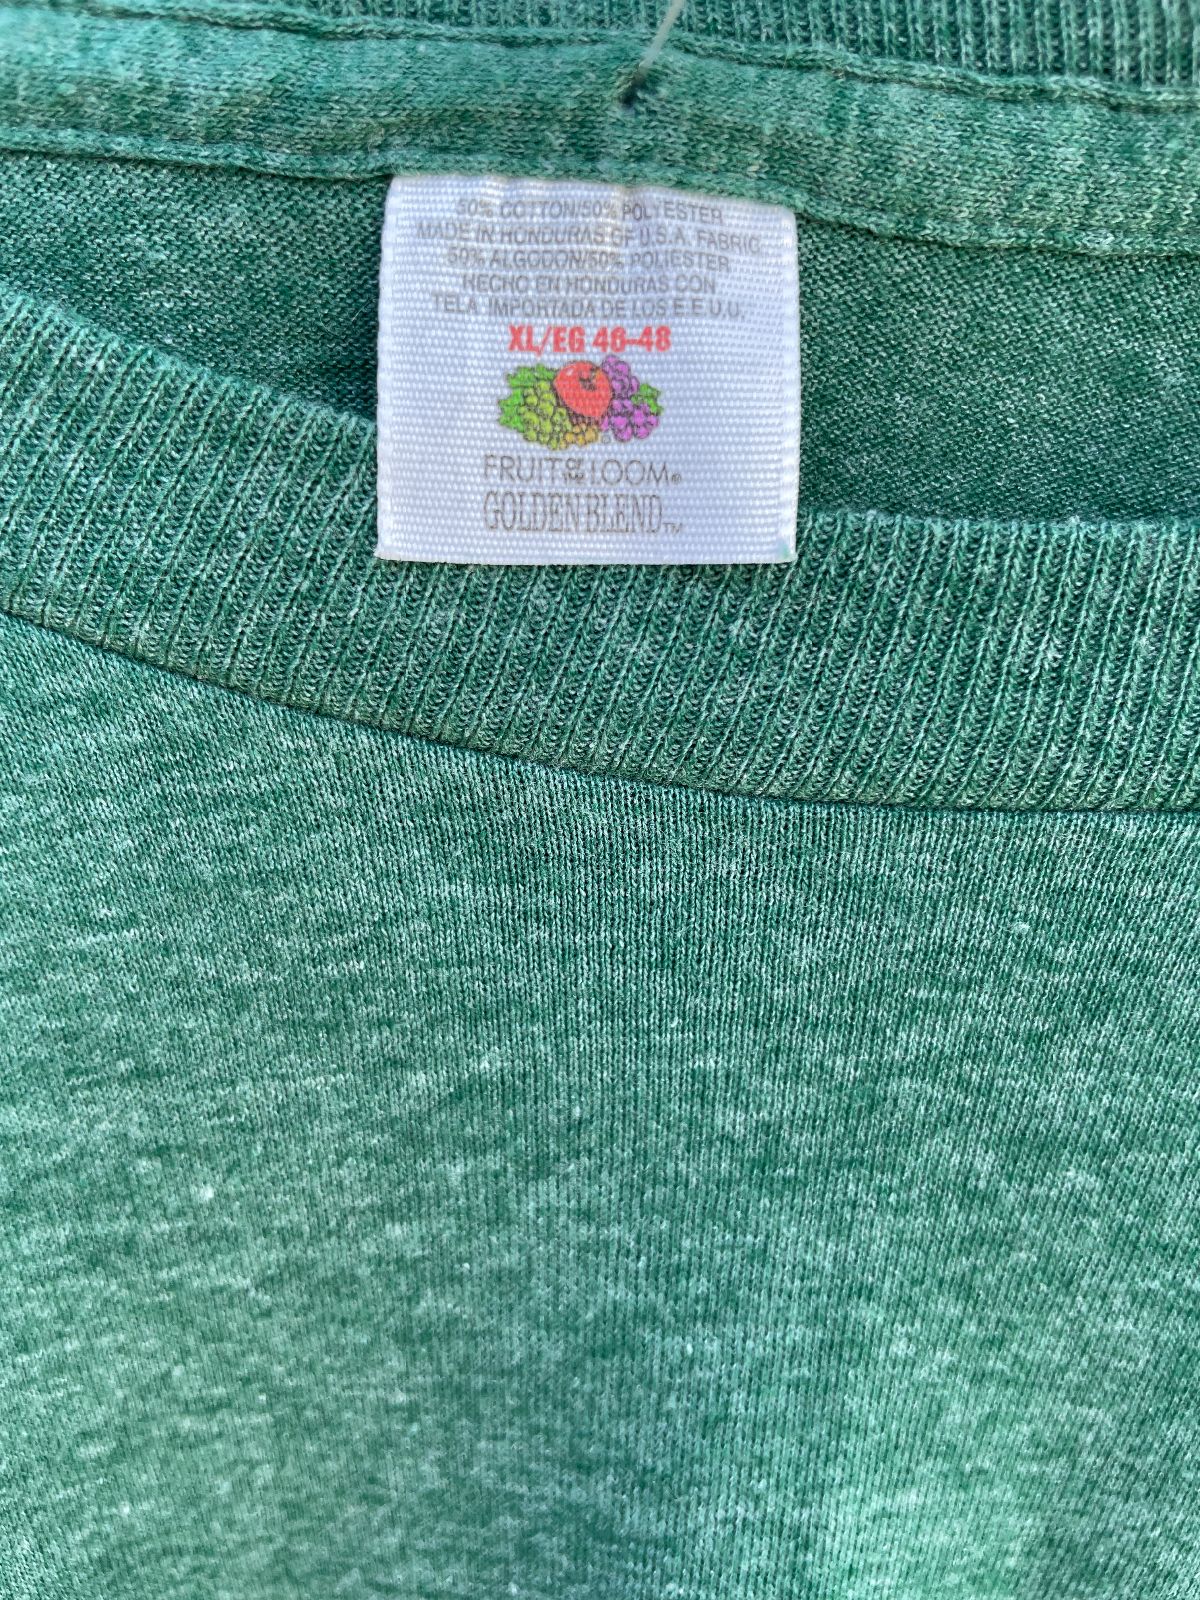 50% COTTON/50% POLYESTER
MADE IN HONDURAS OF U.S.A. FABRIC
50% ALGODON/50% POLIESTER
HECHO EN HONDURAS CON
TELA IMPORTADA DE LOS E.E.U.U.
XL/EG 46-48
FRUIT OF THE LOOM®
GOLDEN BLEND™